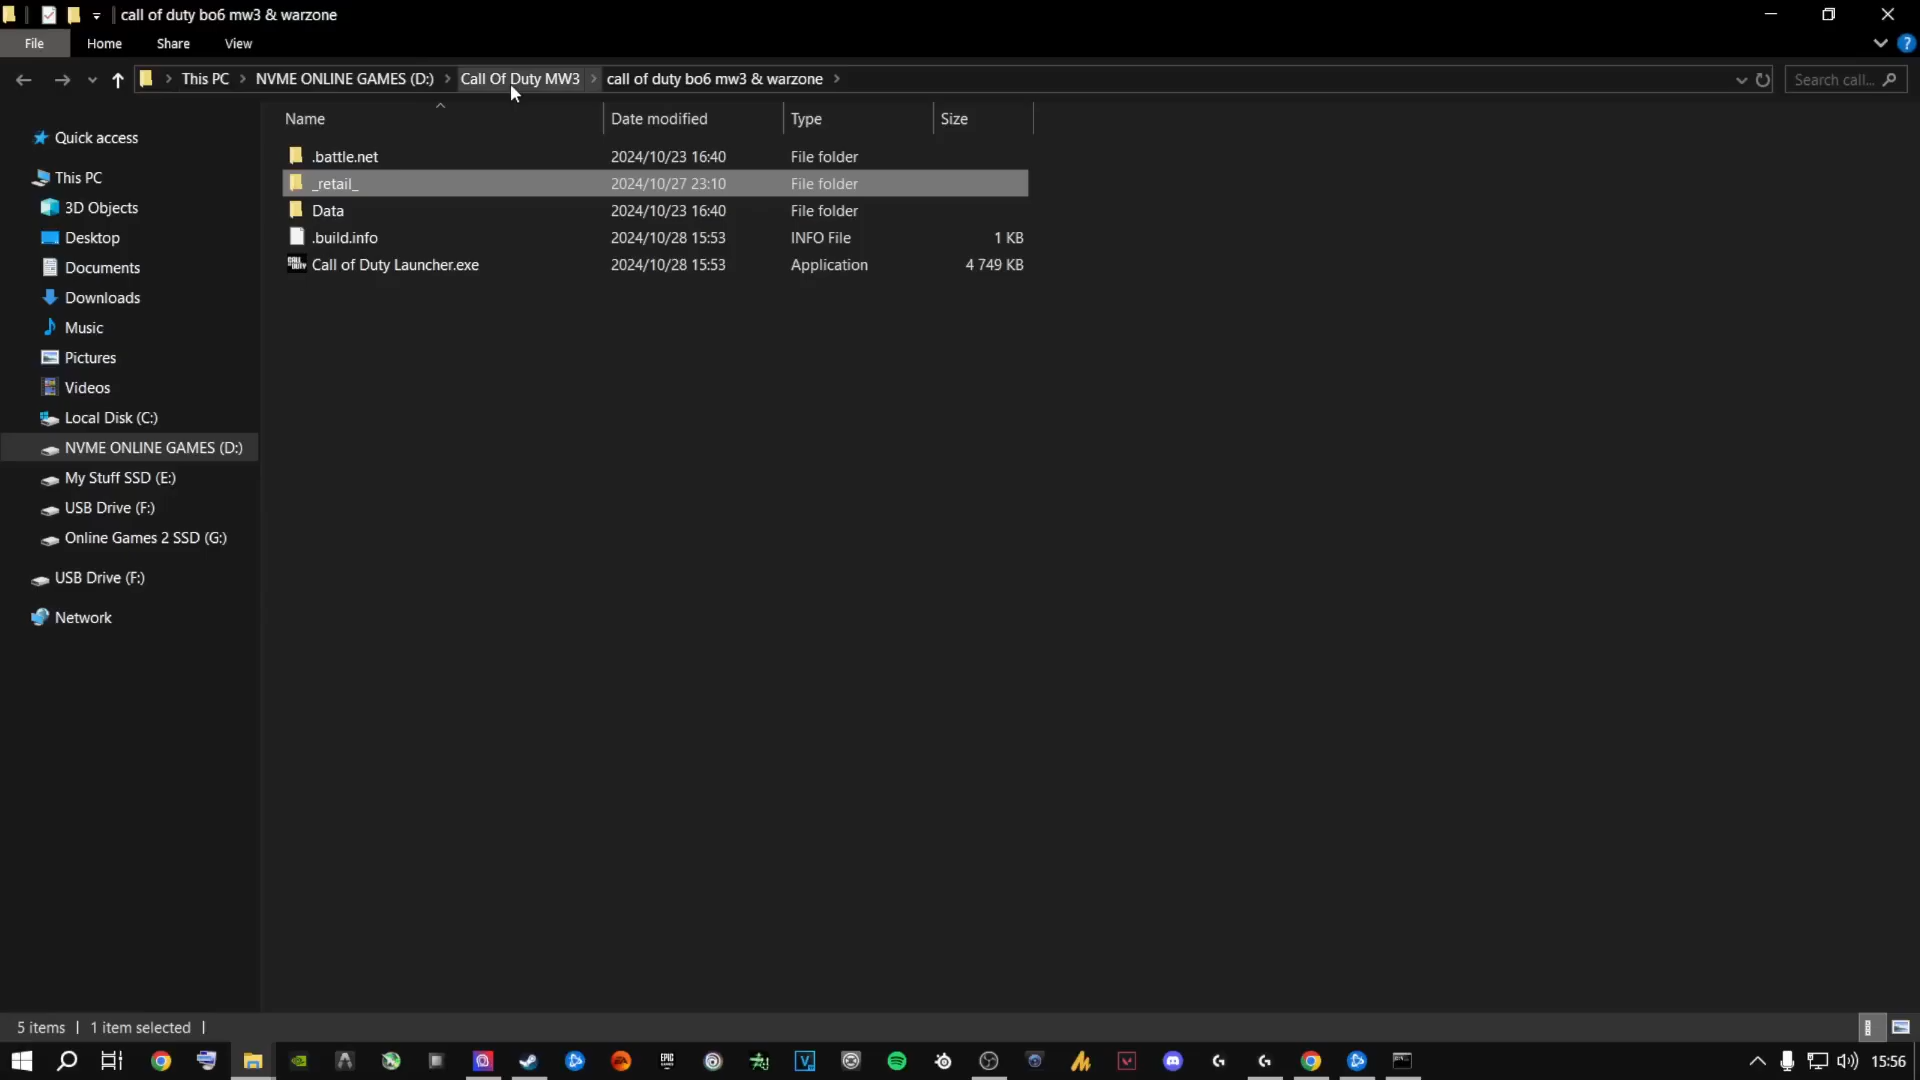 call of duty bo6 mw3 & warzone
File Home Share View
This PC NVME ONLINE GAMES (D:) Call Of Duty MW3 call of duty bo6 mw3 & warzone
Search call...
Name Date modified Type Size
.battle.net 2024/10/23 16:40 File folder
_retail_ 2024/10/27 23:10 File folder
Data 2024/10/23 16:40 File folder
.build.info 2024/10/28 15:53 INFO File 1 KB
Call of Duty Launcher.exe 2024/10/28 15:53 Application 4 749 KB
Quick access
This PC
3D Objects
Desktop
Documents
Downloads
Music
Pictures
Videos
Local Disk (C:)
NVME ONLINE GAMES (D:)
My Stuff SSD (E:)
USB Drive (F:)
Online Games 2 SSD (G:)
USB Drive (F:)
Network
5 items 1 item selected
EPIC
15:56